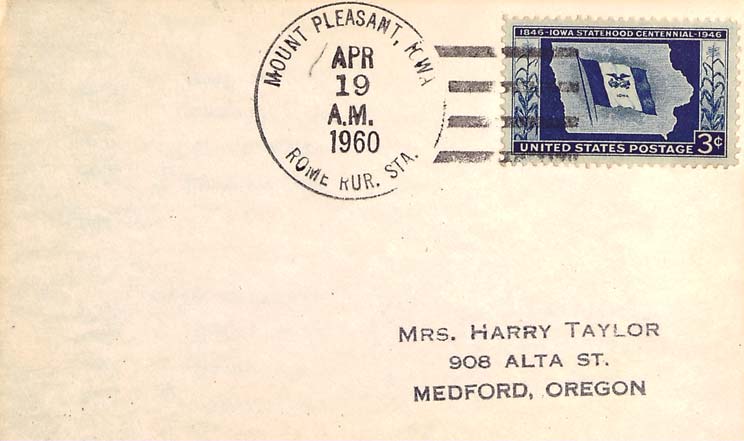 MOUNT PLEASANT, IOWA
APR
19
A.M.
1960
ROME RUR. STA.
1846-IOWA STATEHOOD CENTENNIAL-1946
UNITED STATES POSTAGE 3¢
MRS. HARRY TAYLOR
908 ALTA ST.
MEDFORD, OREGON